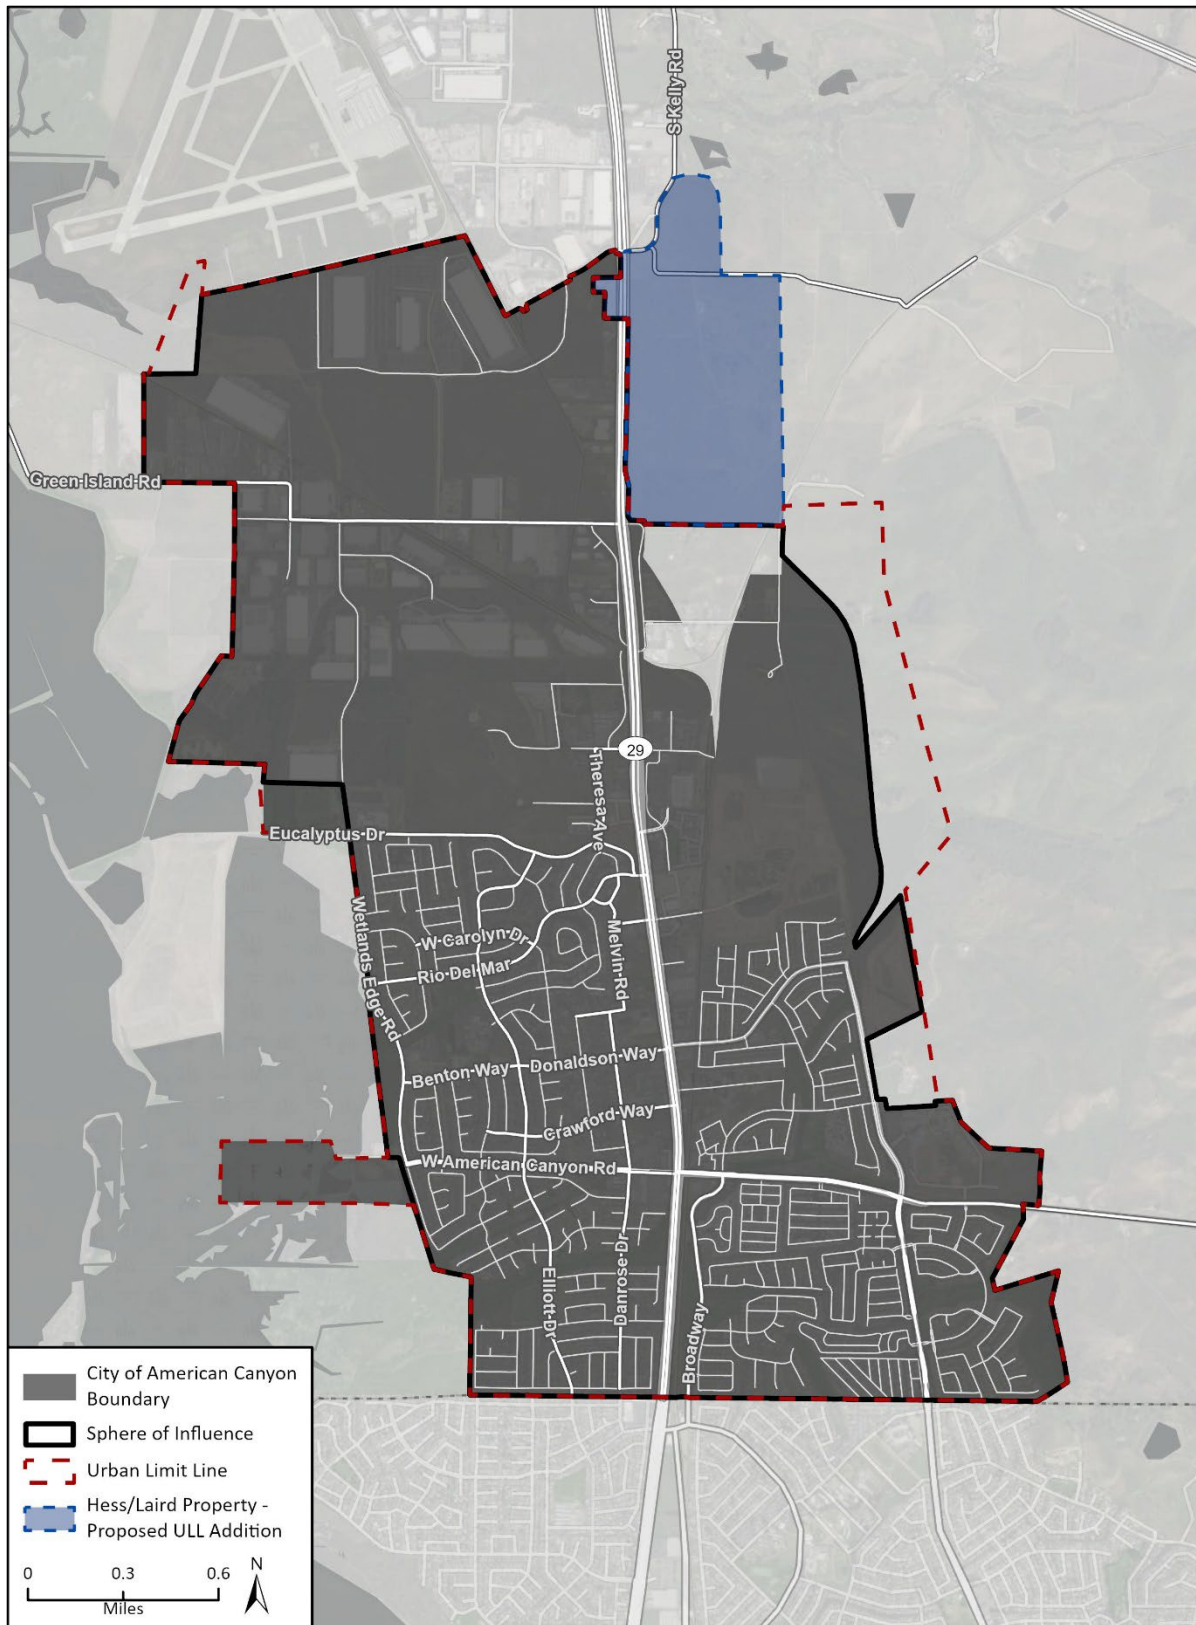 S Kelly Rd
Green Island Rd
29
Theresa Ave
Eucalyptus Dr
Wetlands Edge Rd
W Carolyn Dr
Melvin Rd
Rio Del Mar
Benton Way
Donaldson Way
Crawford Way
W American Canyon Rd
Elliott Dr
Danrose Dr
Broadway
City of American Canyon
Boundary
Sphere of Influence
Urban Limit Line
Hess/Laird Property -
Proposed ULL Addition
0 0.3 0.6
Miles
N